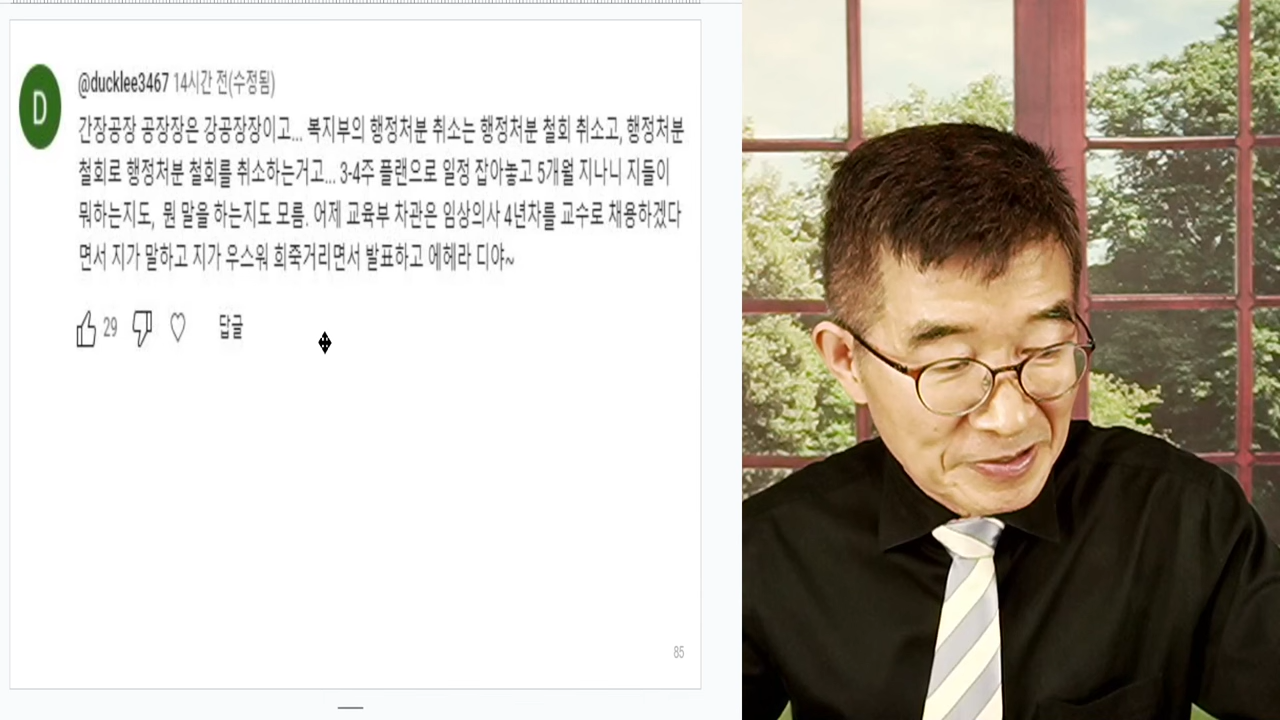 D
@ducklee3467 14시간 전(수정됨)
간장공장 공장장은 강공장장이고... 복지부의 행정처분 취소는 행정처분 철회 취소고, 행정처분
철회로 행정처분 철회를 취소하는거고... 3-4주 플랜으로 일정 잡아놓고 5개월 지나니 지들이
뭐하는지도, 뭔 말을 하는지도 모름. 어제 교육부 차관은 임상의사 4년차를 교수로 채용하겠다
면서 지가 말하고 지가 우스워 희죽거리면서 발표하고 에헤라 디야~
29 답글
85